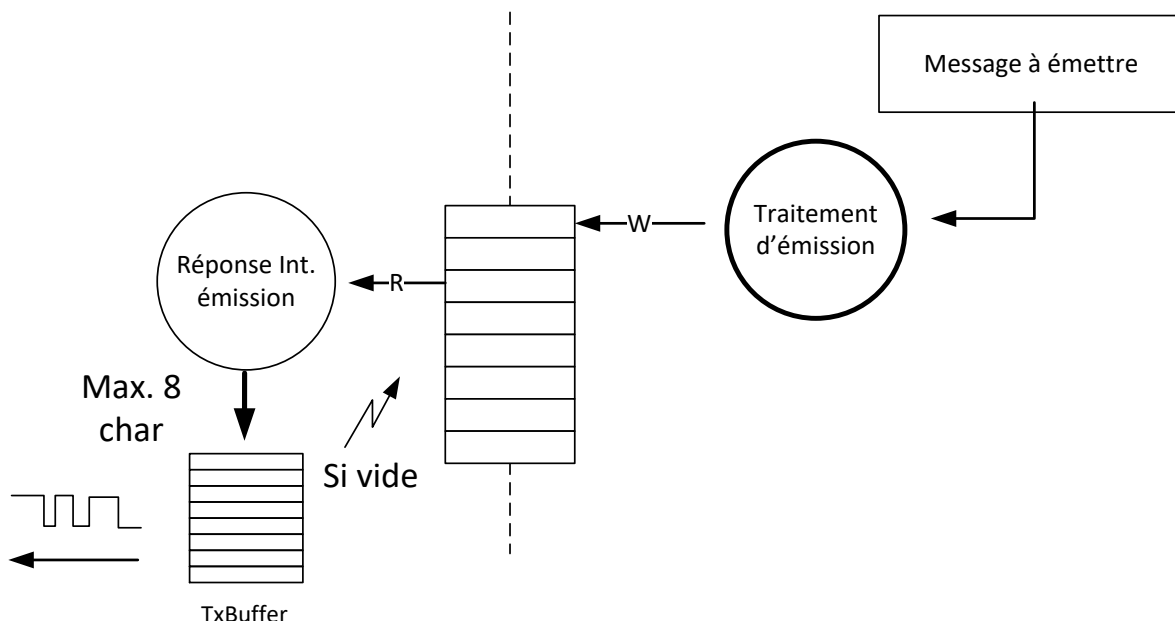 Message à émettre
Traitement
d'émission
W
R
Réponse Int.
émission
Max. 8
char
Si vide
TxBuffer